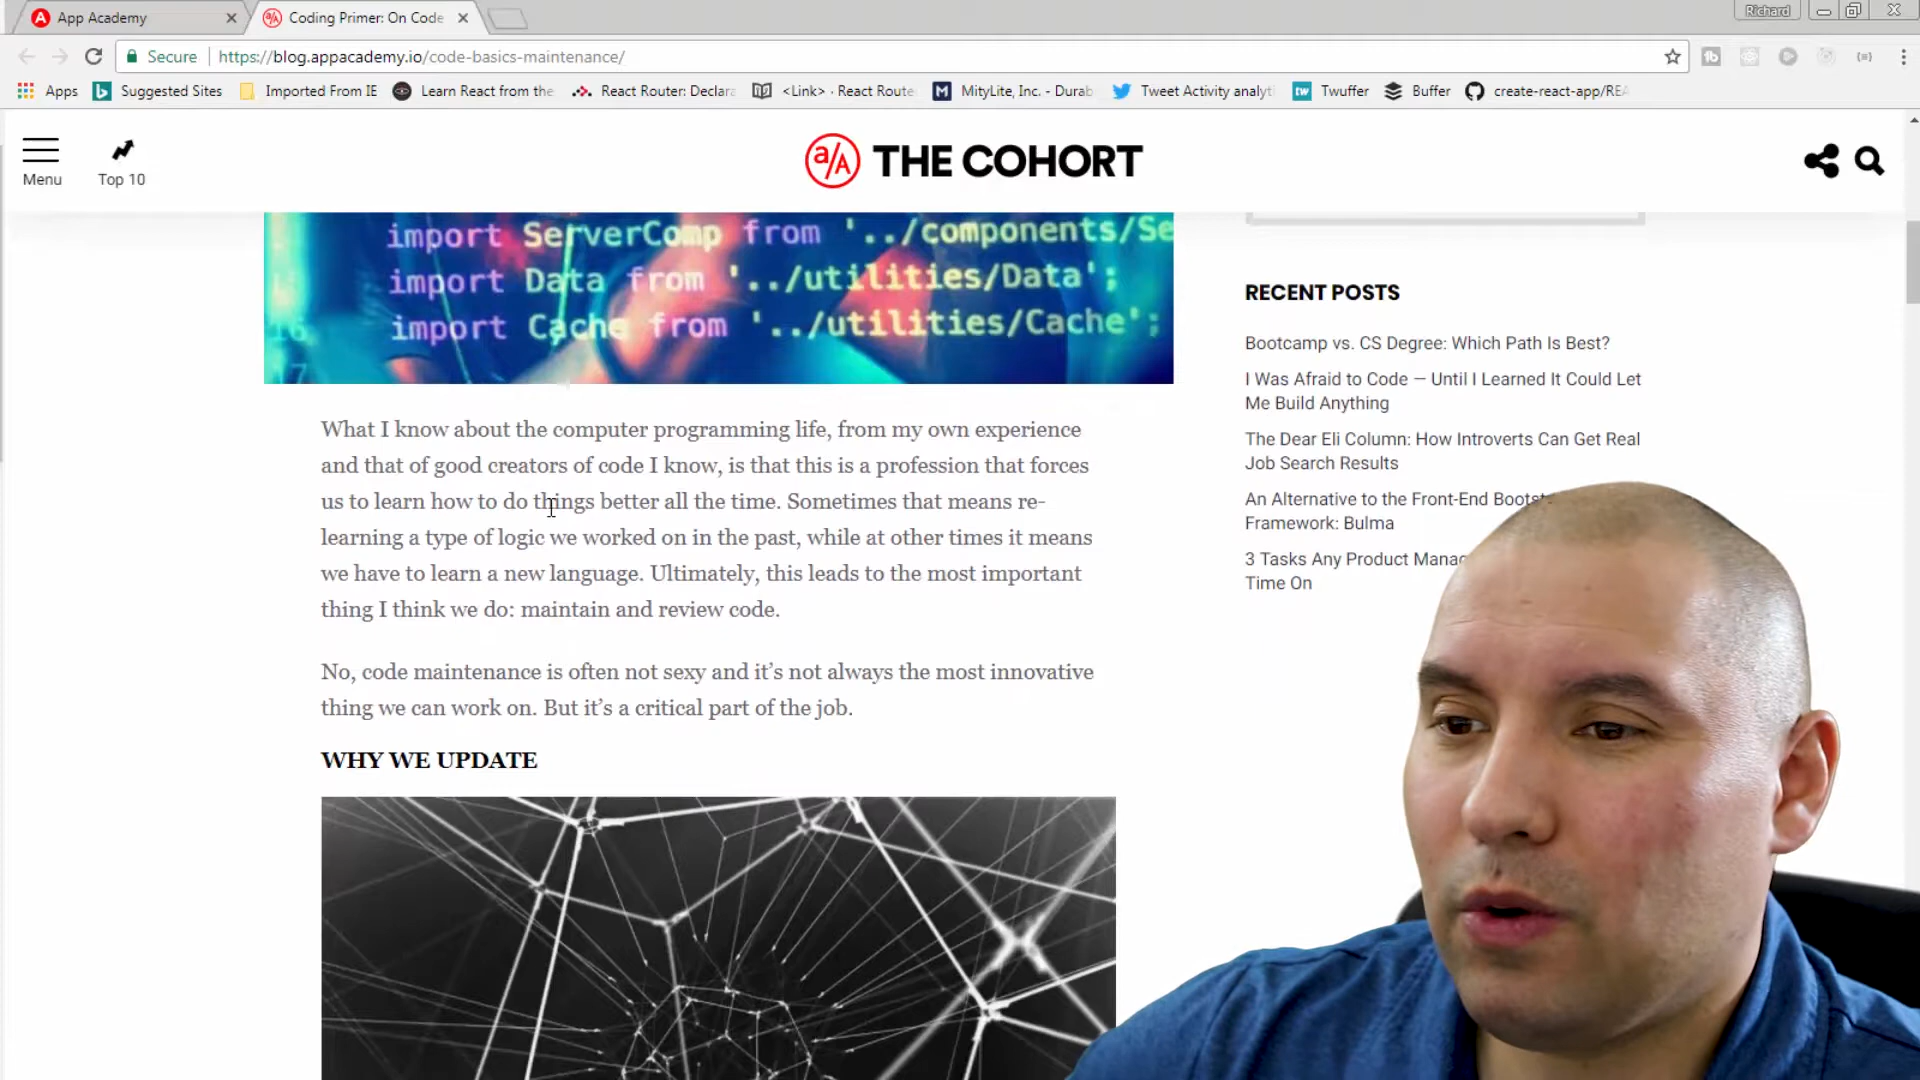 App Academy
Coding Primer: On Code
Richard
Secure
https://blog.appacademy.io/code-basics-maintenance/
Apps
Suggested Sites
Imported From IE
Learn React from the
React Router: Declara
<Link> · React Route
MityLite, Inc. - Durab
Tweet Activity analyt
Twuffer
Buffer
create-react-app/REA
Menu
Top 10
a/A THE COHORT
import ServerComp from '../components/Se
import Data from '../utilities/Data';
import Cache from '../utilities/Cache';
What I know about the computer programming life, from my own experience
and that of good creators of code I know, is that this is a profession that forces
us to learn how to do things better all the time. Sometimes that means re-
learning a type of logic we worked on in the past, while at other times it means
we have to learn a new language. Ultimately, this leads to the most important
thing I think we do: maintain and review code.
No, code maintenance is often not sexy and it's not always the most innovative
thing we can work on. But it's a critical part of the job.
WHY WE UPDATE
RECENT POSTS
Bootcamp vs. CS Degree: Which Path Is Best?
I Was Afraid to Code — Until I Learned It Could Let
Me Build Anything
The Dear Eli Column: How Introverts Can Get Real
Job Search Results
An Alternative to the Front-End Bootst
Framework: Bulma
3 Tasks Any Product Manag
Time On